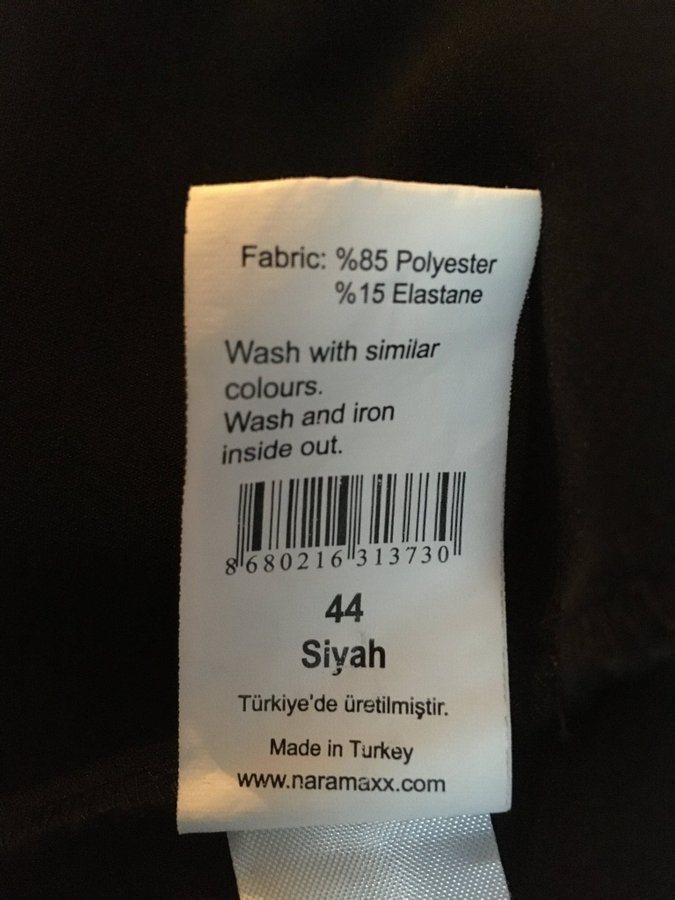 Fabric: %85 Polyester
%15 Elastane
Wash with similar
colours.
Wash and iron
inside out.
8680216313730
44
Siyah
Türkiye'de üretilmiştir.
Made in Turkey
www.naramaxx.com